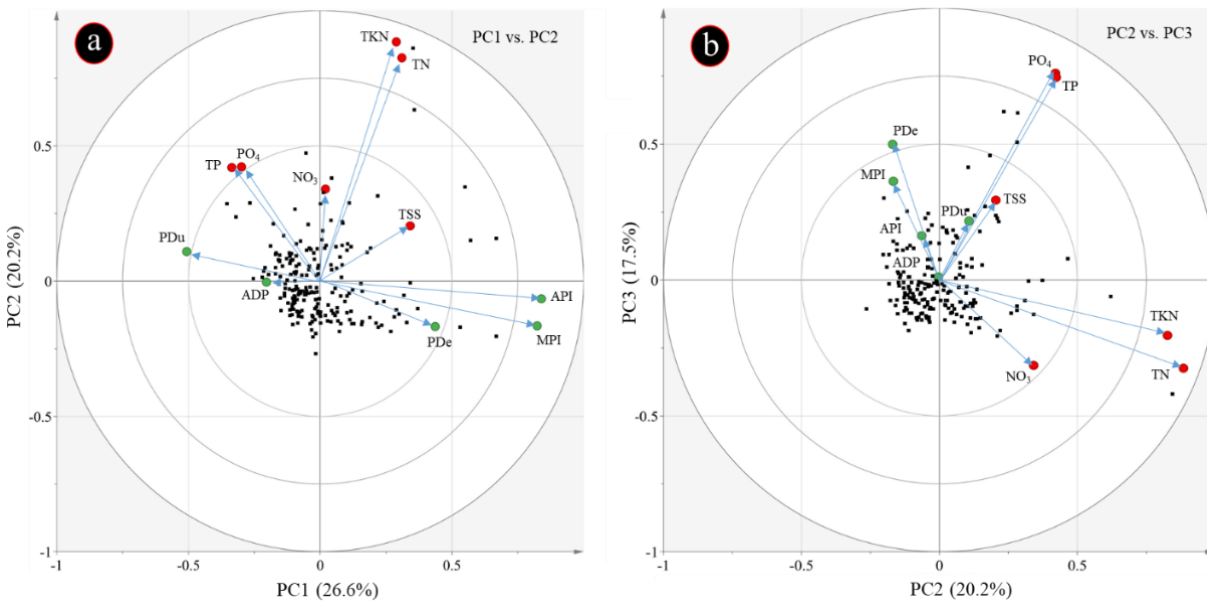 a
PC1 vs. PC2
TKN
TN
TP
PO4
NO3
TSS
PDu
ADP
API
MPI
PDe
0.5
0
-0.5
-1
-1
-0.5
0
0.5
PC2 (20.2%)
PC1 (26.6%)
b
PC2 vs. PC3
PO4
TP
PDe
MPI
PDu
TSS
API
ADP
TKN
NO3
TN
0.5
0
-0.5
-1
-1
-0.5
0
0.5
PC3 (17.5%)
PC2 (20.2%)